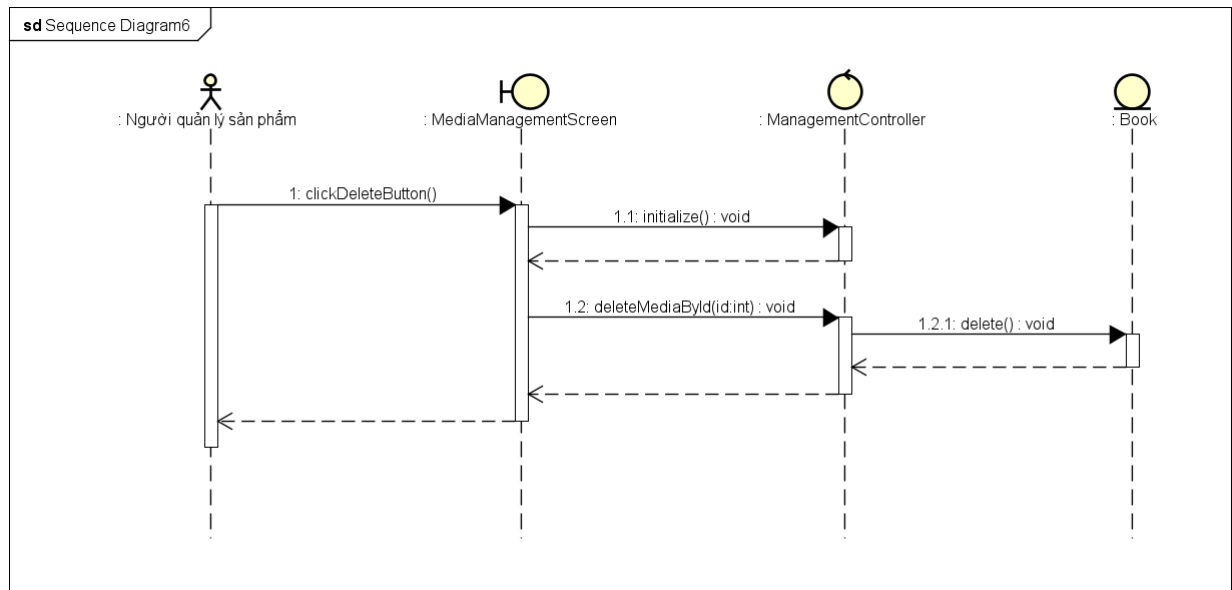 sd Sequence Diagram6
: Người quản lý sản phẩm
: MediaManagementScreen
: ManagementController
: Book
1: clickDeleteButton()
1.1: initialize() : void
1.2: deleteMediaById(id:int) : void
1.2.1: delete() : void